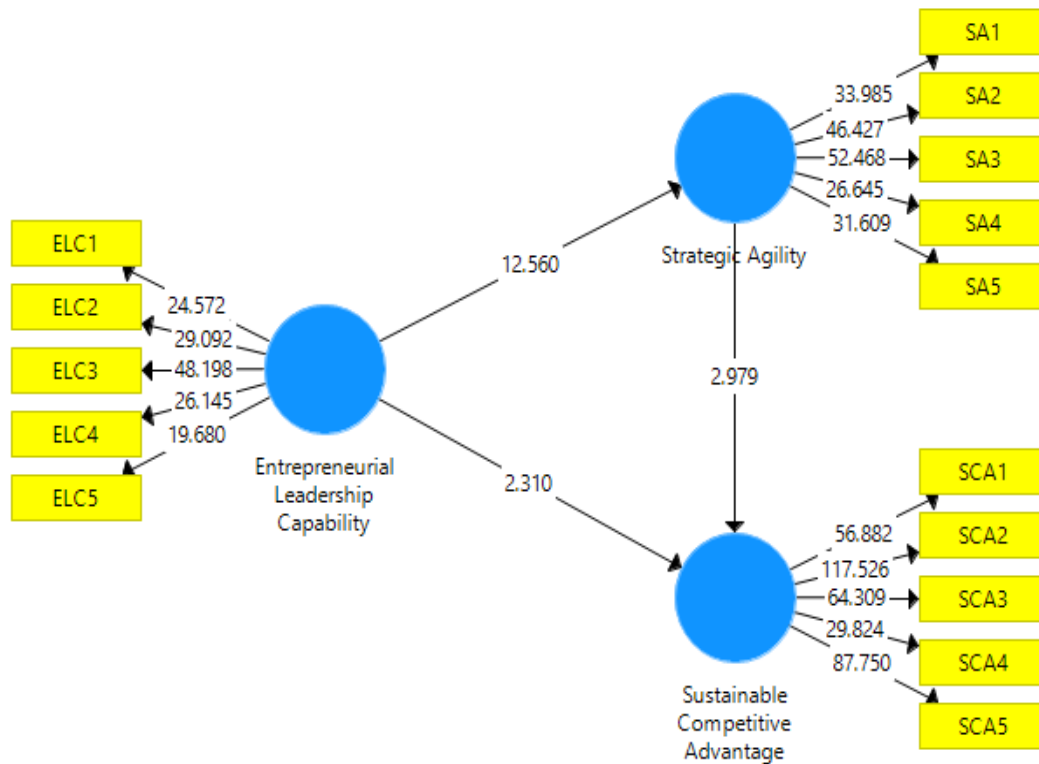 SA1
33.985
SA2
46.427
SA3
52.468
26.645
SA4
31.609
Strategic Agility
SA5
ELC1
12.560
24.572
ELC2
29.092
ELC3
48.198
26.145
ELC4
19.680
ELC5
2.979
Entrepreneurial
Leadership
Capability
2.310
SCA1
56.882
SCA2
117.526
SCA3
64.309
29.824
SCA4
87.750
Sustainable
Competitive
Advantage
SCA5